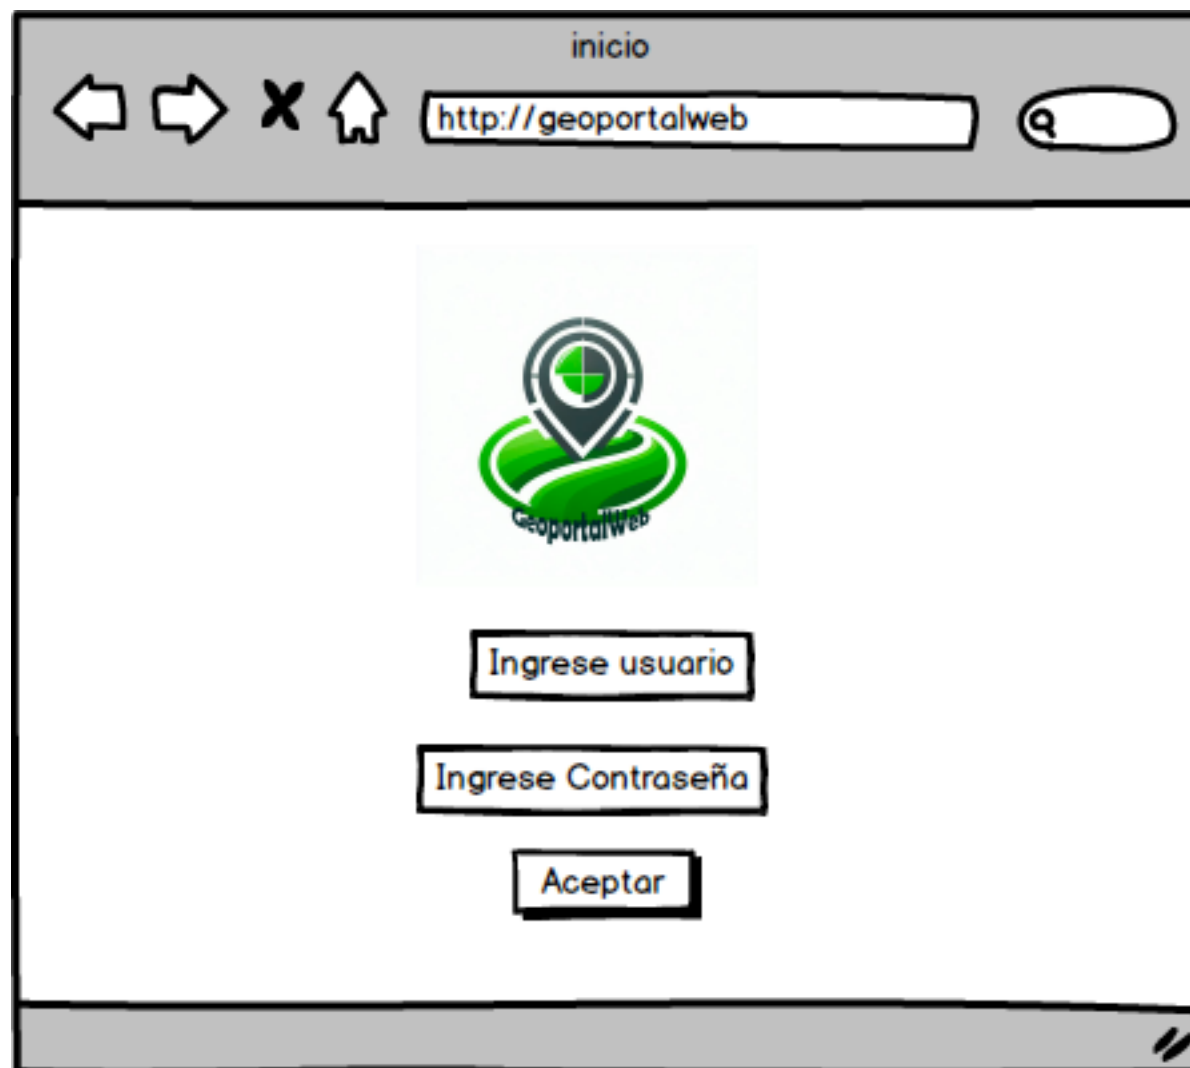 inicio
http://geoportalweb
GeoportalWeb
Ingrese usuario
Ingrese Contraseña
Aceptar